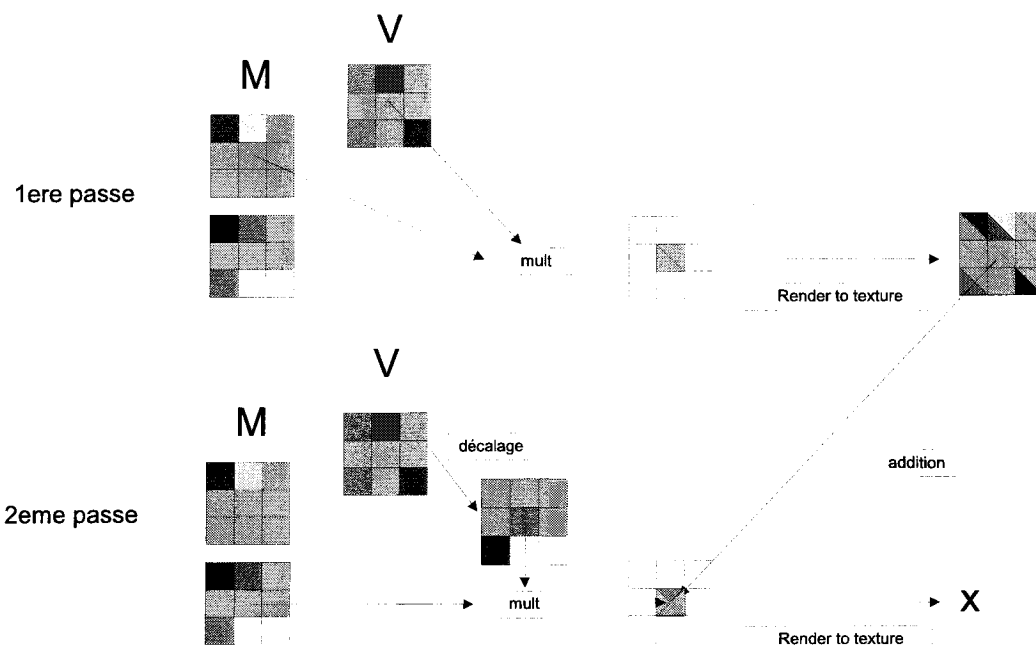 V
M
1ere passe
mult
Render to texture
V
M
décalage
addition
2eme passe
mult
X
Render to texture